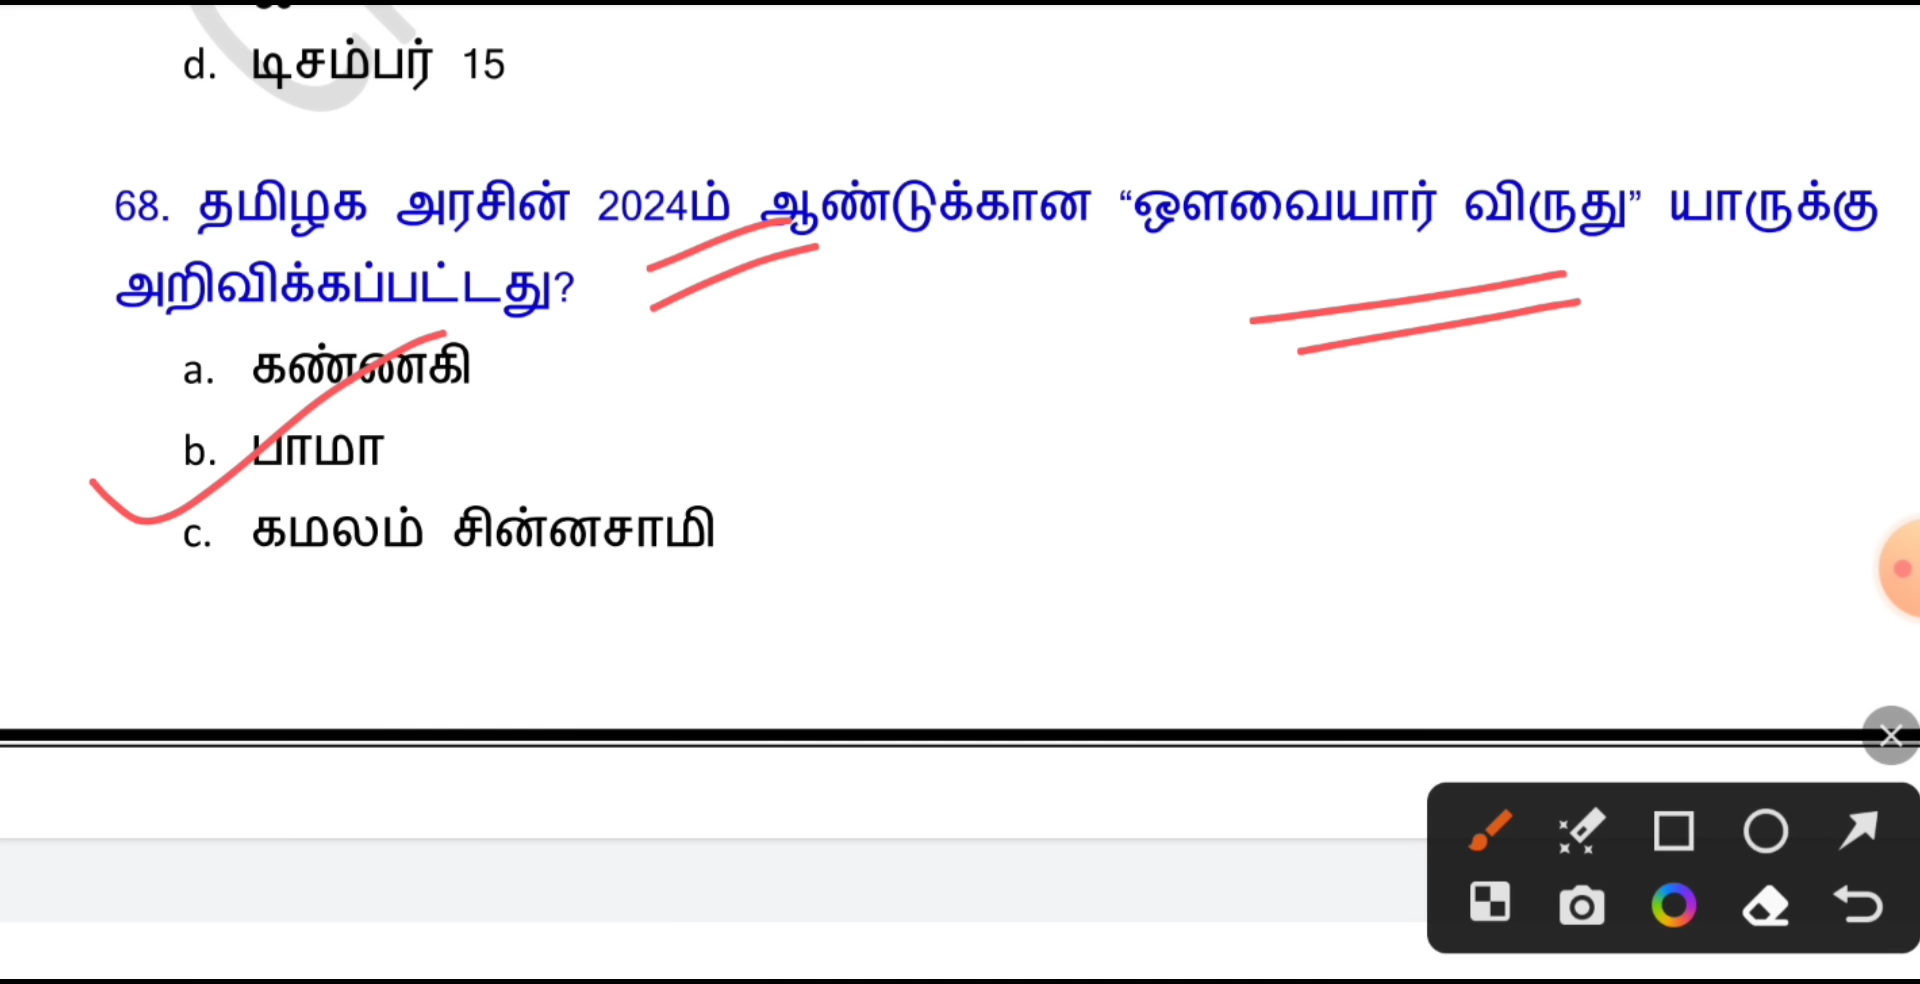 d. டிசம்பர் 15
68. தமிழக அரசின் 2024ம் ஆண்டுக்கான “ஔவையார் விருது” யாருக்கு
அறிவிக்கப்பட்டது?
a. கண்ணகி
b. பாமா
c. கமலம் சின்னசாமி